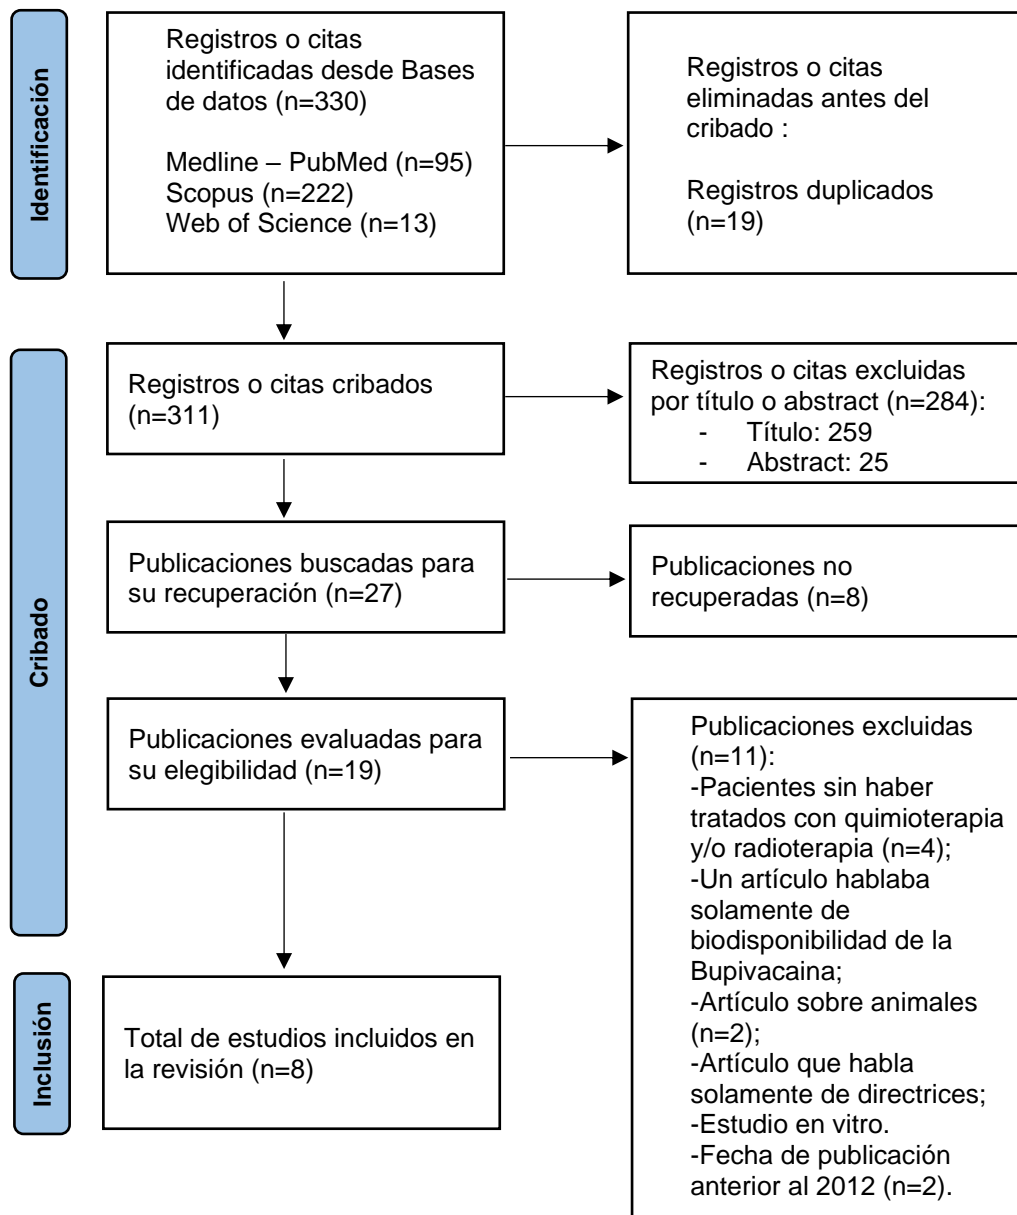 Identificación
Registros o citas
identificadas desde Bases
de datos (n=330)
Medline – PubMed (n=95)
Scopus (n=222)
Web of Science (n=13)
Registros o citas
eliminadas antes del
cribado :
Registros duplicados
(n=19)
Cribado
Registros o citas cribados
(n=311)
Registros o citas excluidas
por título o abstract (n=284):
- Título: 259
- Abstract: 25
Publicaciones buscadas para
su recuperación (n=27)
Publicaciones no
recuperadas (n=8)
Publicaciones evaluadas para
su elegibilidad (n=19)
Publicaciones excluidas
(n=11):
-Pacientes sin haber
tratados con quimioterapia
y/o radioterapia (n=4);
-Un artículo hablaba
solamente de
biodisponibilidad de la
Bupivacaina;
-Artículo sobre animales
(n=2);
-Artículo que habla
solamente de directrices;
-Estudio en vitro.
-Fecha de publicación
anterior al 2012 (n=2).
Inclusión
Total de estudios incluidos en
la revisión (n=8)